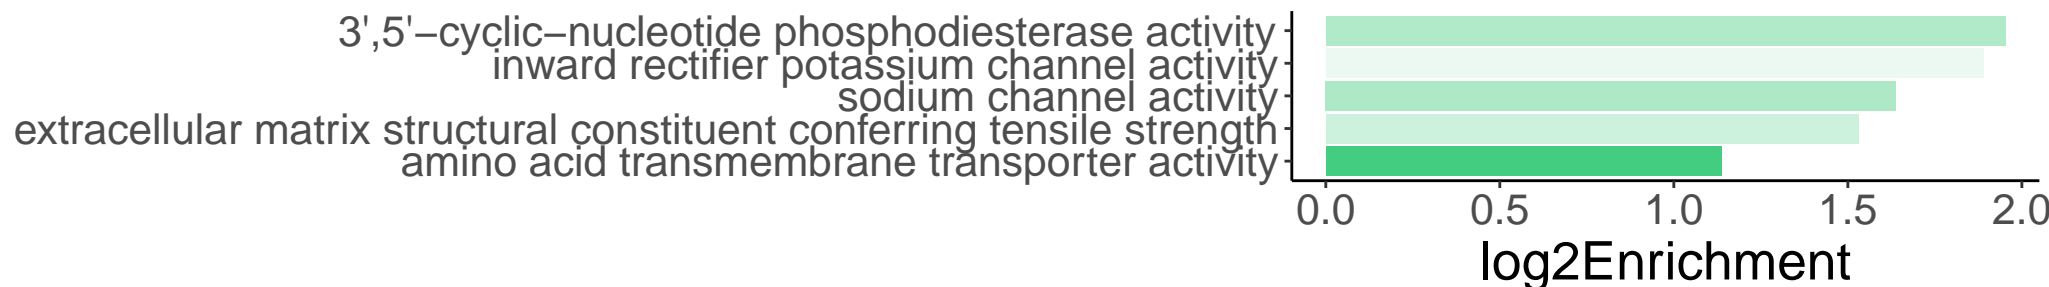 3',5'−cyclic−nucleotide phosphodiesterase activity
inward rectifier potassium channel activity
sodium channel activity
extracellular matrix structural constituent conferring tensile strength
amino acid transmembrane transporter activity
0.0 0.5 1.0 1.5 2.0
log2Enrichment